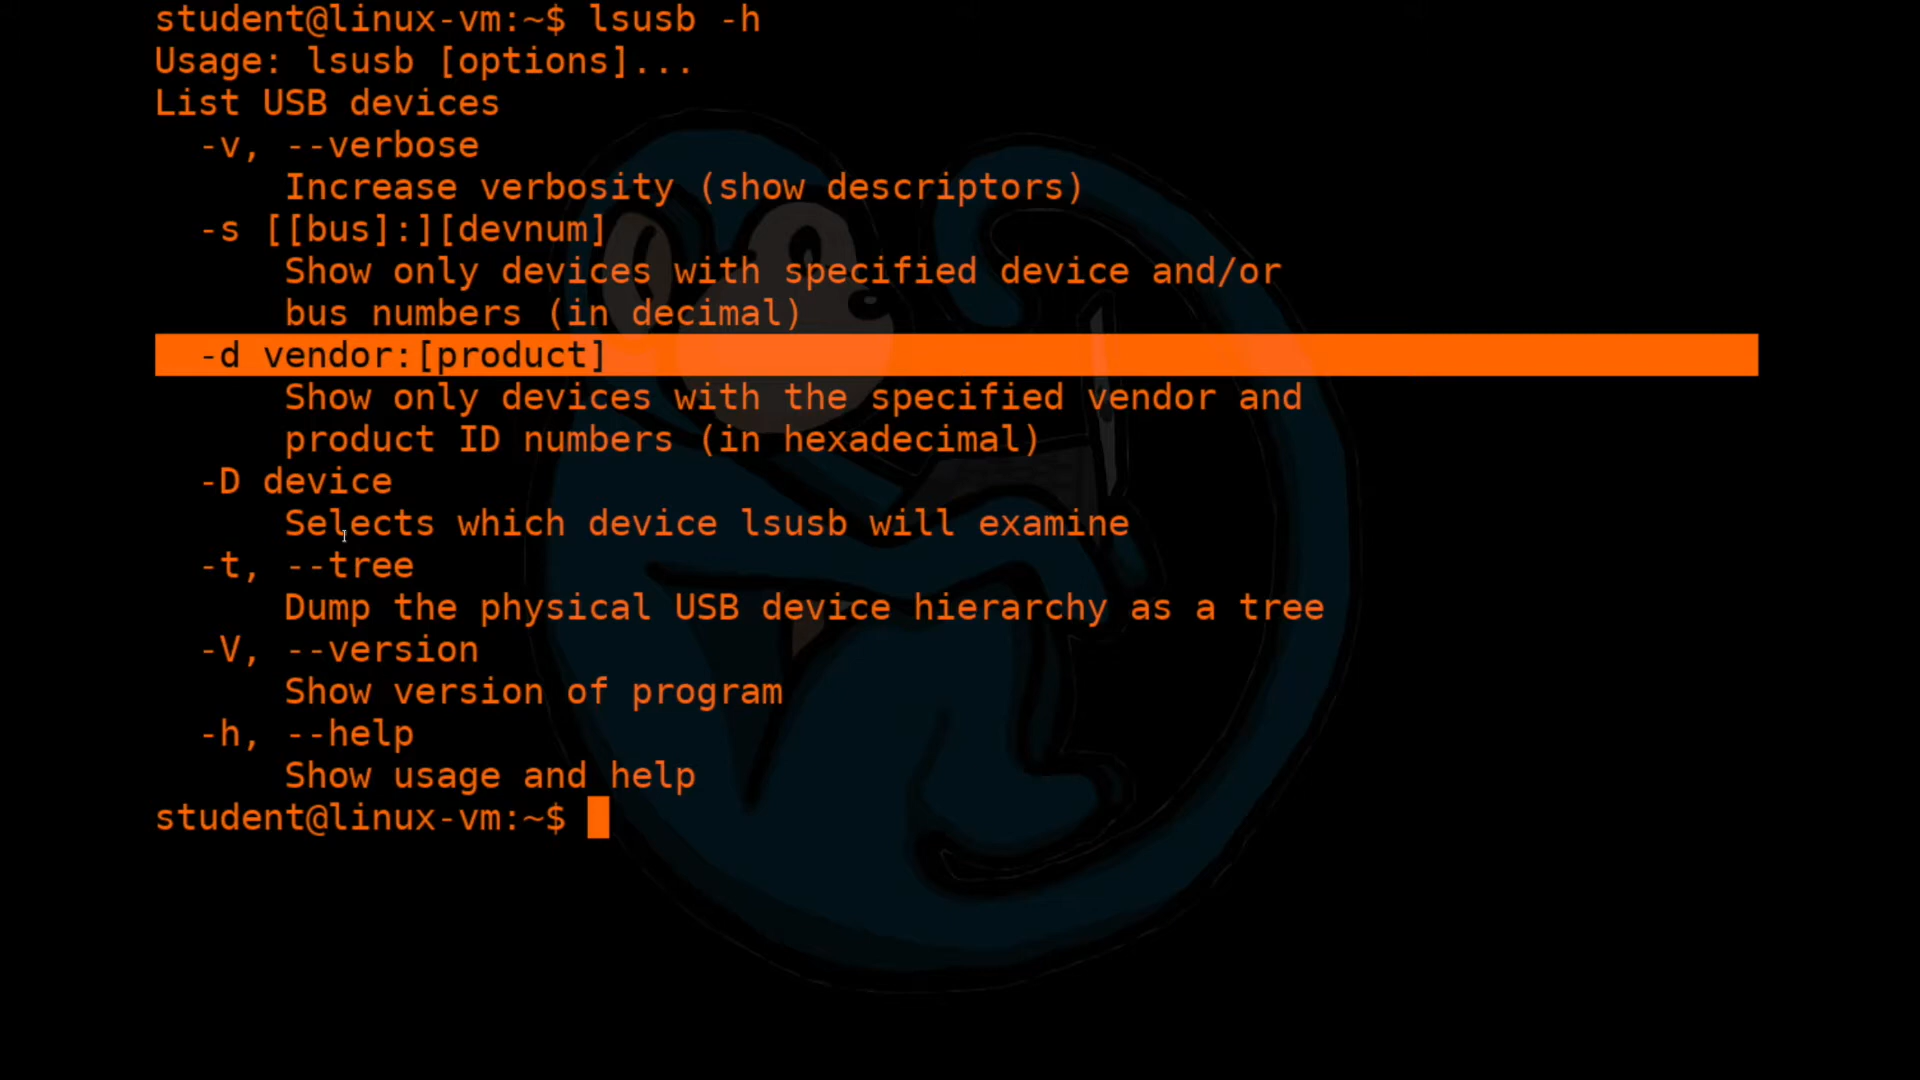 student@linux-vm:~$ lsusb -h
Usage: lsusb [options]...
List USB devices
  -v, --verbose
      Increase verbosity (show descriptors)
  -s [[bus]:][devnum]
      Show only devices with specified device and/or
      bus numbers (in decimal)
  -d vendor:[product]
      Show only devices with the specified vendor and
      product ID numbers (in hexadecimal)
  -D device
      Selects which device lsusb will examine
  -t, --tree
      Dump the physical USB device hierarchy as a tree
  -V, --version
      Show version of program
  -h, --help
      Show usage and help
student@linux-vm:~$